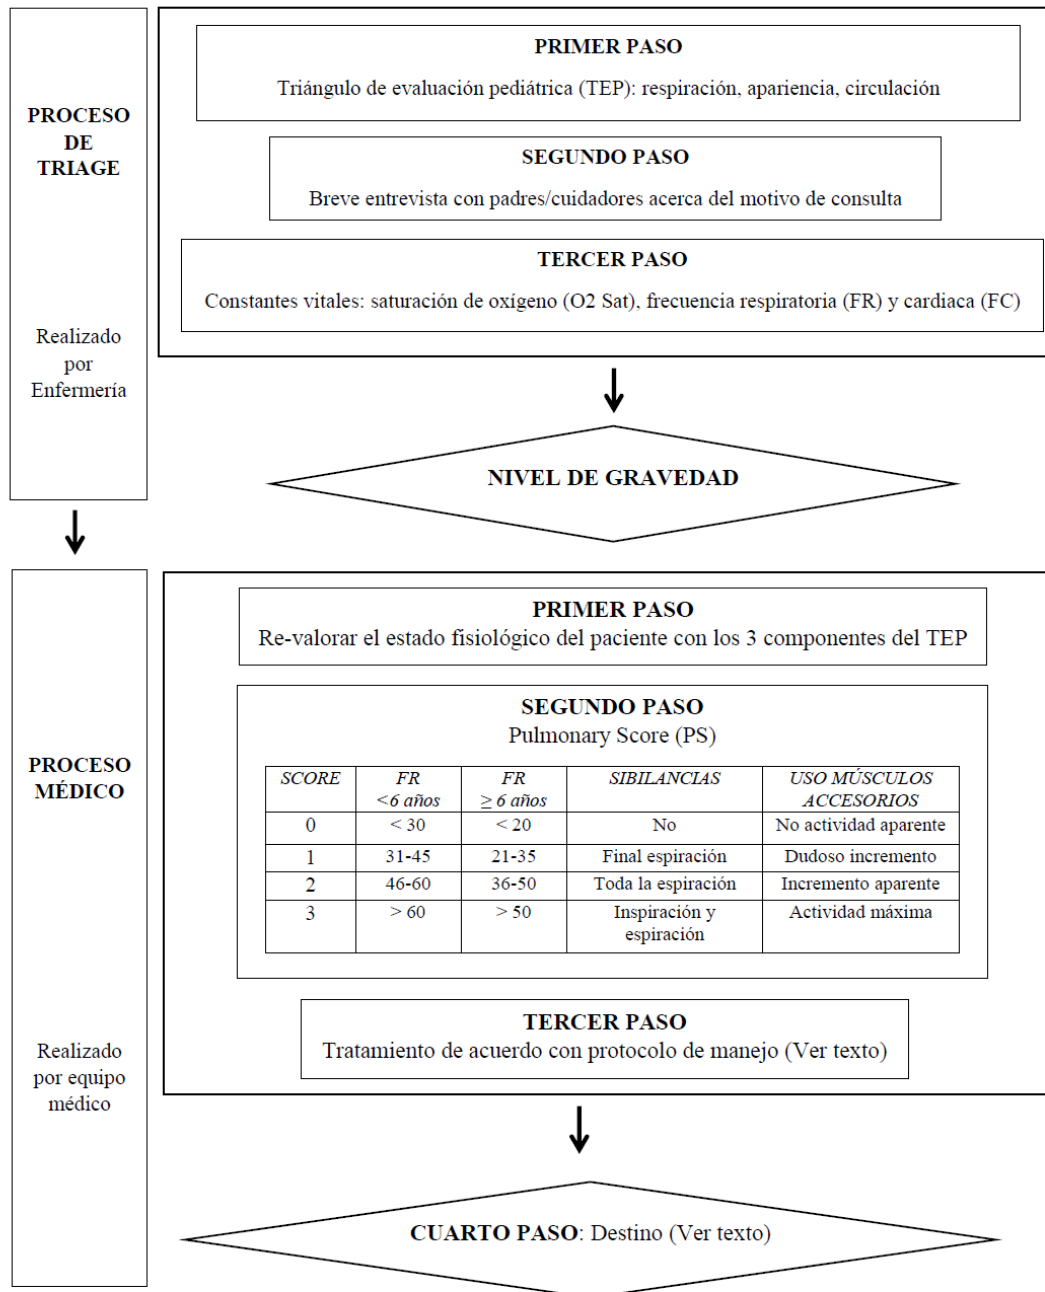 PROCESO
DE
TRIAGE
Realizado
por
Enfermería
PRIMER PASO
Triángulo de evaluación pediátrica (TEP): respiración, apariencia, circulación
SEGUNDO PASO
Breve entrevista con padres/cuidadores acerca del motivo de consulta
TERCER PASO
Constantes vitales: saturación de oxígeno (O2 Sat), frecuencia respiratoria (FR) y cardiaca (FC)
NIVEL DE GRAVEDAD
PROCESO
MÉDICO
Realizado
por equipo
médico
PRIMER PASO
Re-valorar el estado fisiológico del paciente con los 3 componentes del TEP
SEGUNDO PASO
Pulmonary Score (PS)
SCORE FR FR SIBILANCIAS USO MÚSCULOS
<6 años ≥ 6 años ACCESORIOS
0 < 30 < 20 No No actividad aparente
1 31-45 21-35 Final espiración Dudoso incremento
2 46-60 36-50 Toda la espiración Incremento aparente
3 > 60 > 50 Inspiración y Actividad máxima
espiración
TERCER PASO
Tratamiento de acuerdo con protocolo de manejo (Ver texto)
CUARTO PASO: Destino (Ver texto)